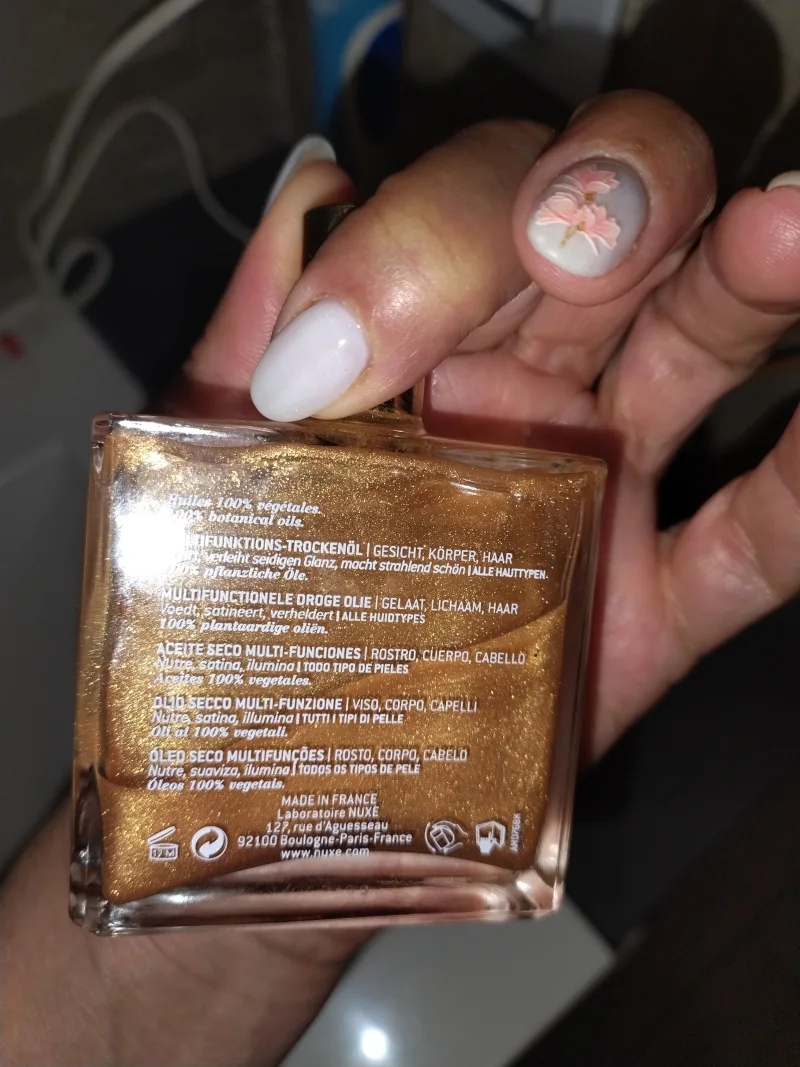 Huiles 100% végétales.
100% botanical oils.
MULTIFUNKTIONS-TROCKENÖL | GESICHT, KÖRPER, HAAR
verleiht seidigen Glanz, macht strahlend schön | ALLE HAUTTYPEN.
100% pflanzliche Öle.
MULTIFUNCTIONELE DROGE OLIE | GELAAT, LICHAAM, HAAR
Voedt, satineert, verheldert | ALLE HUIDTYPES
100% plantaardige oliën.
ACEITE SECO MULTI-FUNCIONES | ROSTRO, CUERPO, CABELLO
Nutre, satina, ilumina | TODO TIPO DE PIELES
Aceites 100% vegetales.
OLIO SECCO MULTI-FUNZIONE | VISO, CORPO, CAPELLI
Nutre, satina, illumina | TUTTI I TIPI DI PELLE
Oli al 100% vegetali.
ÓLEO SECO MULTIFUNÇÕES | ROSTO, CORPO, CABELO
Nutre, suaviza, ilumina | TODOS OS TIPOS DE PELE
Óleos 100% vegetais.
MADE IN FRANCE
Laboratoire NUXE
127, rue d'Aguesseau
92100 Boulogne-Paris-France
www.nuxe.com